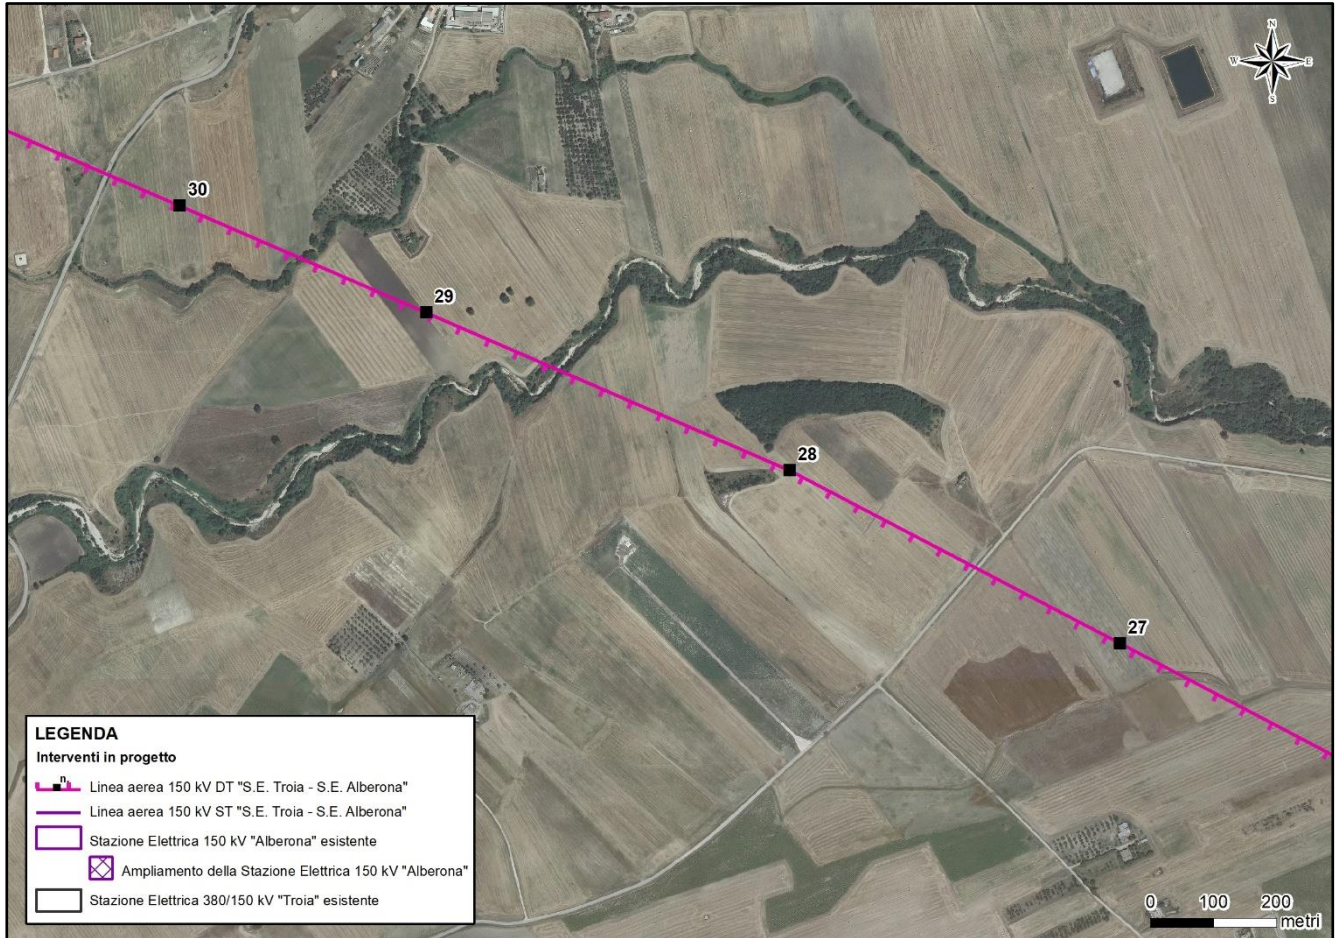 N
W E
S
30
29
28
27
LEGENDA
Interventi in progetto
n
Linea aerea 150 kV DT "S.E. Troia - S.E. Alberona"
Linea aerea 150 kV ST "S.E. Troia - S.E. Alberona"
Stazione Elettrica 150 kV "Alberona" esistente
Ampliamento della Stazione Elettrica 150 kV "Alberona"
Stazione Elettrica 380/150 kV "Troia" esistente
0 100 200
metri